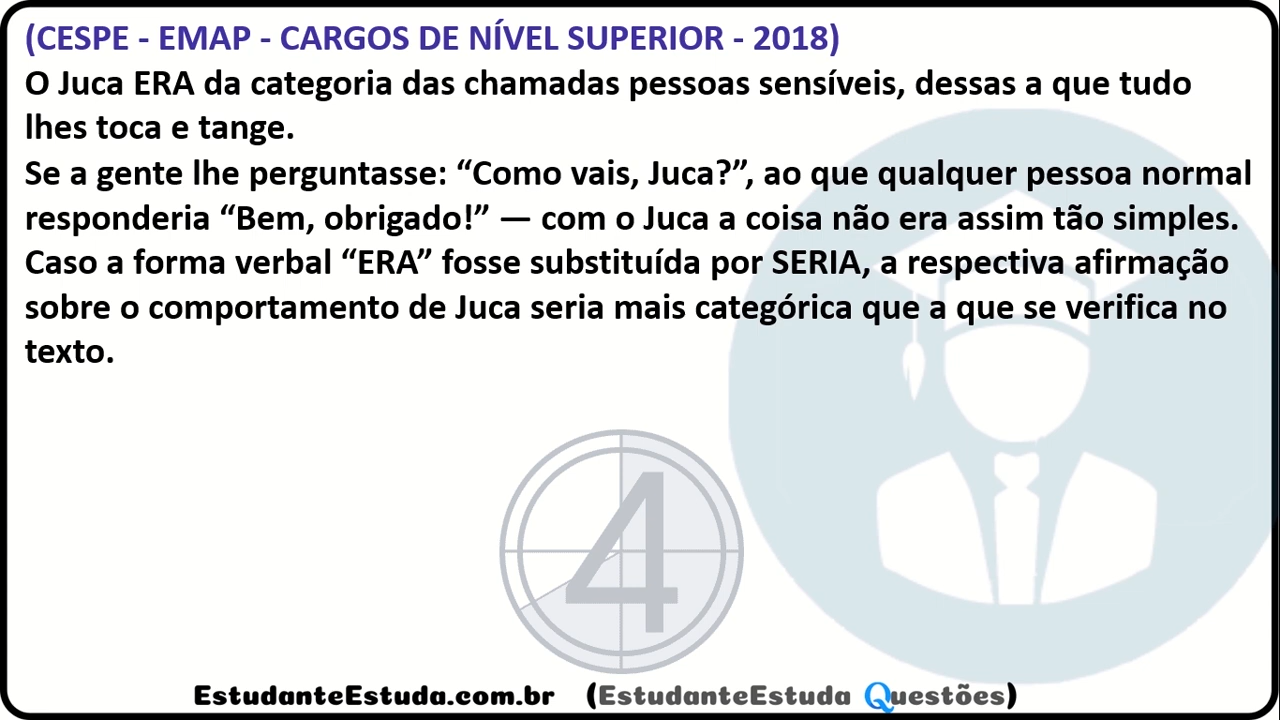 (CESPE - EMAP - CARGOS DE NÍVEL SUPERIOR - 2018)
O Juca ERA da categoria das chamadas pessoas sensíveis, dessas a que tudo
lhes toca e tange.
Se a gente lhe perguntasse: “Como vais, Juca?”, ao que qualquer pessoa normal
responderia “Bem, obrigado!” — com o Juca a coisa não era assim tão simples.
Caso a forma verbal “ERA” fosse substituída por SERIA, a respectiva afirmação
sobre o comportamento de Juca seria mais categórica que a que se verifica no
texto.
4
EstudanteEstuda.com.br (EstudanteEstuda Questões)